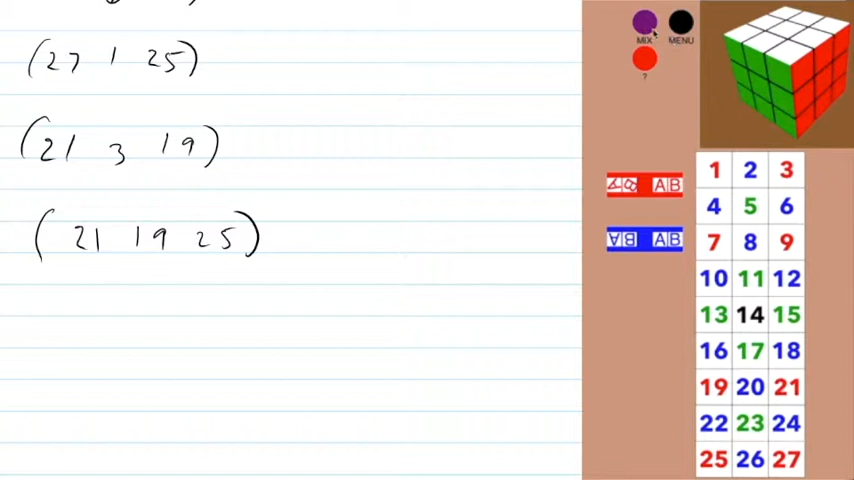 (27 1 25)
(21 3 19)
(21 19 25)
MIX MENU
?
AB AB
BA AB
1 2 3
4 5 6
7 8 9
10 11 12
13 14 15
16 17 18
19 20 21
22 23 24
25 26 27